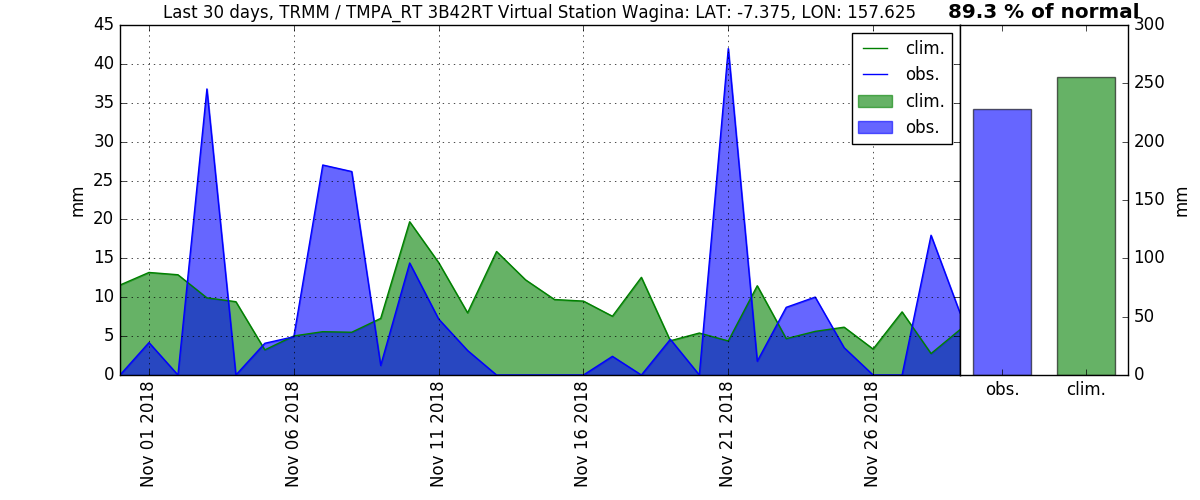 Last 30 days, TRMM / TMPA_RT 3B42RT Virtual Station Wagina: LAT: -7.375, LON: 157.625
89.3 % of normal
45
40
35
30
25
20
15
10
5
0
mm
clim.
obs.
clim.
obs.
Nov 01 2018
Nov 06 2018
Nov 11 2018
Nov 16 2018
Nov 21 2018
Nov 26 2018
300
250
200
150
100
50
0
mm
obs.
clim.